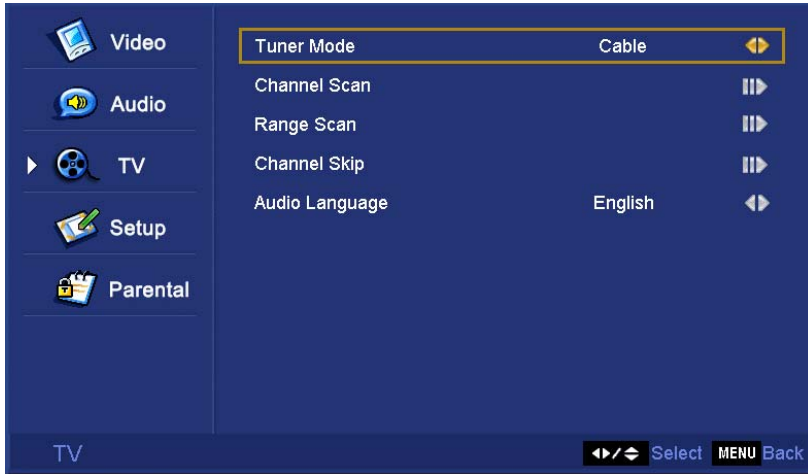 Video
Audio
TV
Setup
Parental
Tuner Mode Cable
Channel Scan
Range Scan
Channel Skip
Audio Language English
TV Select MENU Back